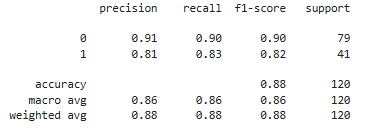 precision recall f1-score support
0 0.91 0.90 0.90 79
1 0.81 0.83 0.82 41
accuracy 0.88 120
macro avg 0.86 0.86 0.86 120
weighted avg 0.88 0.88 0.88 120